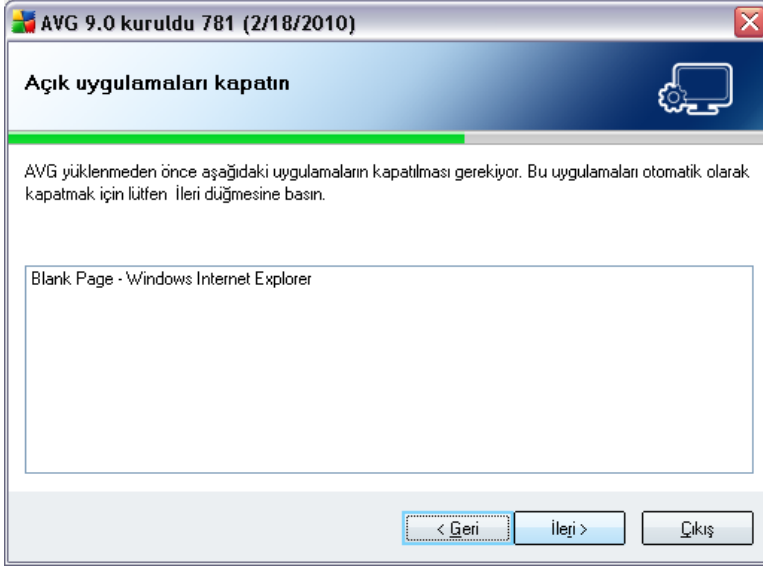 AVG 9.0 kuruldu 781 (2/18/2010)
Açık uygulamaları kapatın
AVG yüklenmeden önce aşağıdaki uygulamaların kapatılması gerekiyor. Bu uygulamaları otomatik olarak
kapatmak için lütfen İleri düğmesine basın.
Blank Page - Windows Internet Explorer
< Geri İleri > Çıkış